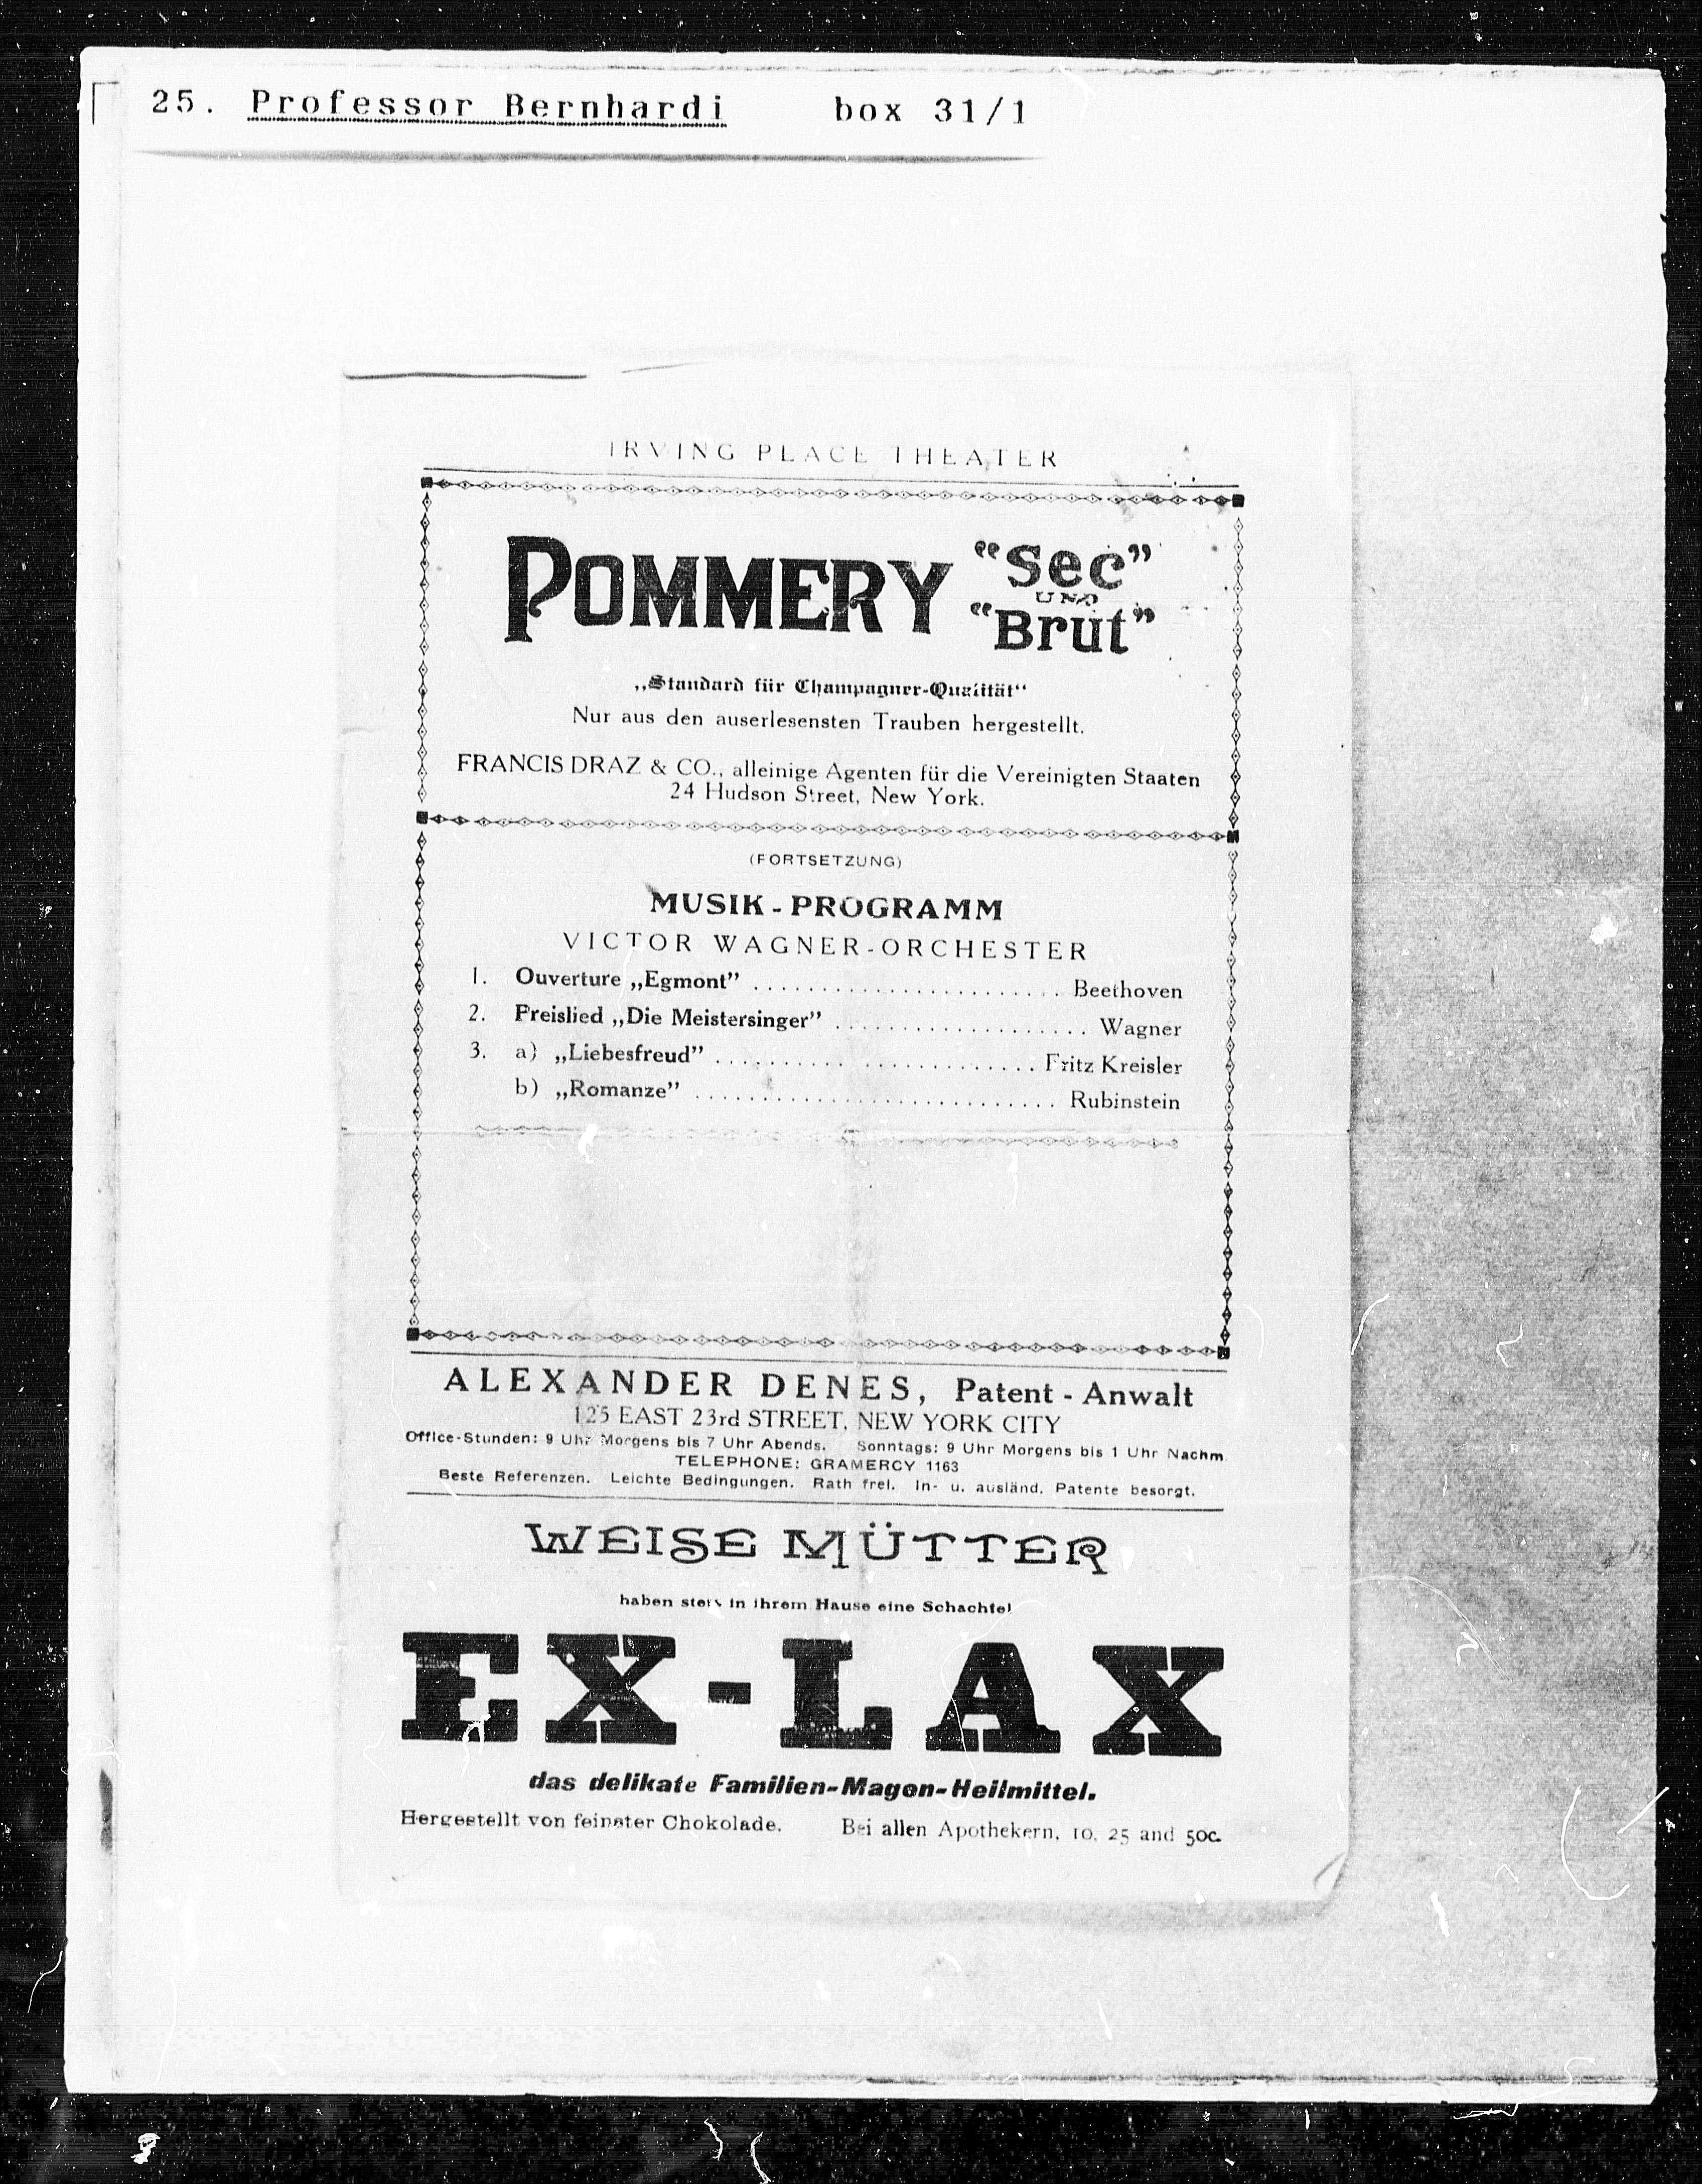 25. Professor Bernhardi box 31/1
IRVING PLACE THEATER
POMMERY "Sec"
UND
"Brut"
„Standard für Champagner-Qualität“
Nur aus den auserlesensten Trauben hergestellt.
FRANCIS DRAZ & CO., alleinige Agenten für die Vereinigten Staaten
24 Hudson Street, New York.
(FORTSETZUNG)
MUSIK-PROGRAMM
VICTOR WAGNER-ORCHESTER
1. Ouverture „Egmont” ....................... Beethoven
2. Preislied „Die Meistersinger” ................... Wagner
3. a) „Liebesfreud” ....................... Fritz Kreisler
b) „Romanze” ........................... Rubinstein
ALEXANDER DENES, Patent-Anwalt
125 EAST 23rd STREET, NEW YORK CITY
Office-Stunden: 9 Uhr Morgens bis 7 Uhr Abends. Sonntags: 9 Uhr Morgens bis 1 Uhr Nachm.
TELEPHONE: GRAMERCY 1163
Beste Referenzen. Leichte Bedingungen. Rath frei. In- u. ausländ. Patente besorgt.
WEISE MÜTTER
haben stets in ihrem Hause eine Schachtel
EX-LAX
das delikate Familien-Magen-Heilmittel.
Hergestellt von feinster Chokolade. Bei allen Apothekern, 10, 25 and 50c.